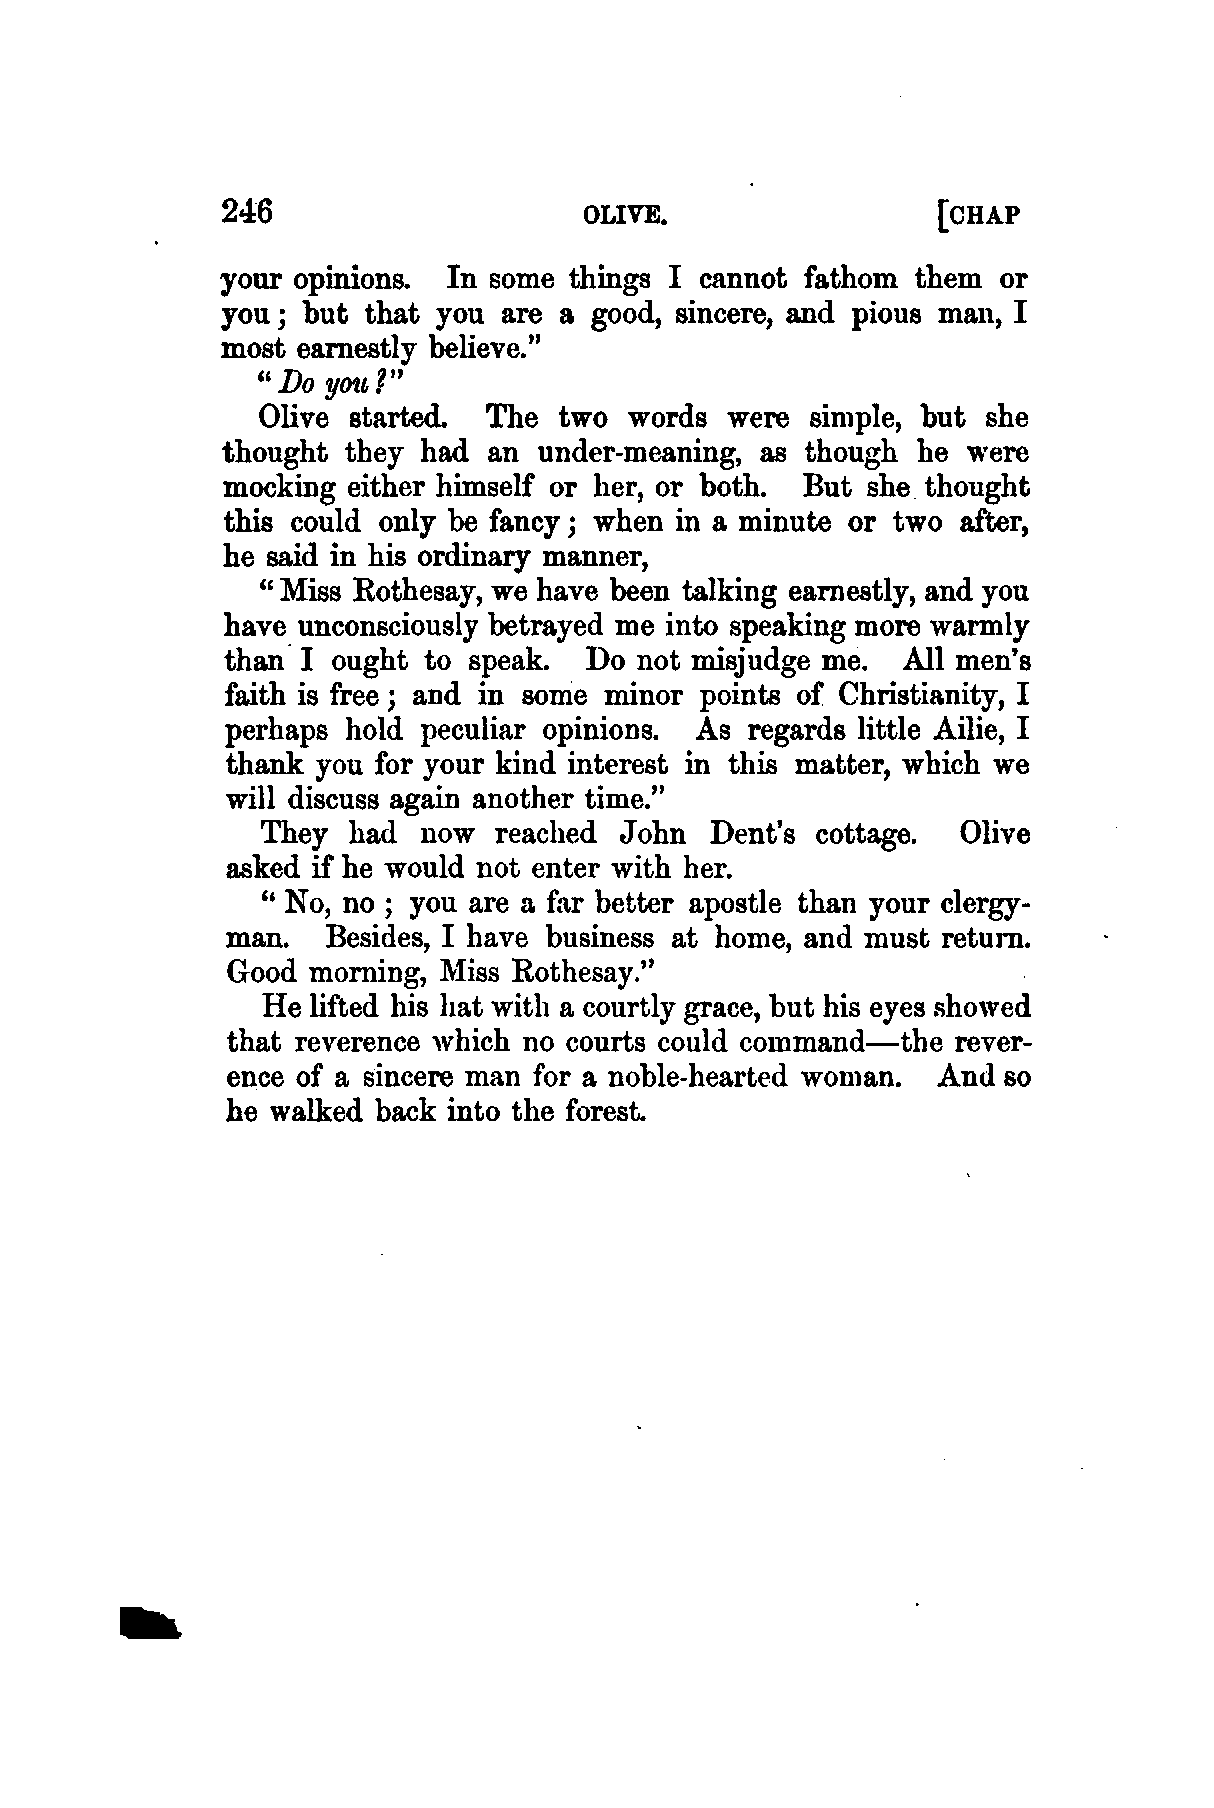 246 OLIVE. [CHAP
your opinions. In some things I cannot fathom them or
you; but that you are a good, sincere, and pious man, I
most earnestly believe."
"Do you?"
Olive started. The two words were simple, but she
thought they had an under-meaning, as though he were
mocking either himself or her, or both. But she thought
this could only be fancy; when in a minute or two after,
he said in his ordinary manner,
"Miss Rothesay, we have been talking earnestly, and you
have unconsciously betrayed me into speaking more warmly
than I ought to speak. Do not misjudge me. All men's
faith is free; and in some minor points of Christianity, I
perhaps hold peculiar opinions. As regards little Ailie, I
thank you for your kind interest in this matter, which we
will discuss again another time."
They had now reached John Dent's cottage. Olive
asked if he would not enter with her.
"No, no; you are a far better apostle than your clergy-
man. Besides, I have business at home, and must return.
Good morning, Miss Rothesay."
He lifted his hat with a courtly grace, but his eyes showed
that reverence which no courts could command—the rever-
ence of a sincere man for a noble-hearted woman. And so
he walked back into the forest.